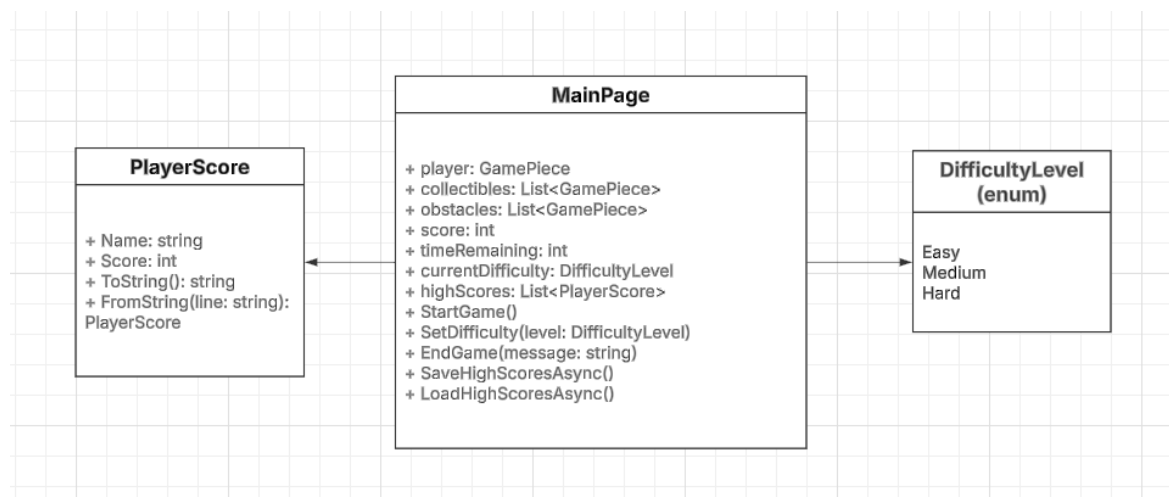 PlayerScore
+ Name: string
+ Score: int
+ ToString(): string
+ FromString(line: string):
PlayerScore
MainPage
+ player: GamePiece
+ collectibles: List<GamePiece>
+ obstacles: List<GamePiece>
+ score: int
+ timeRemaining: int
+ currentDifficulty: DifficultyLevel
+ highScores: List<PlayerScore>
+ StartGame()
+ SetDifficulty(level: DifficultyLevel)
+ EndGame(message: string)
+ SaveHighScoresAsync()
+ LoadHighScoresAsync()
DifficultyLevel
(enum)
Easy
Medium
Hard